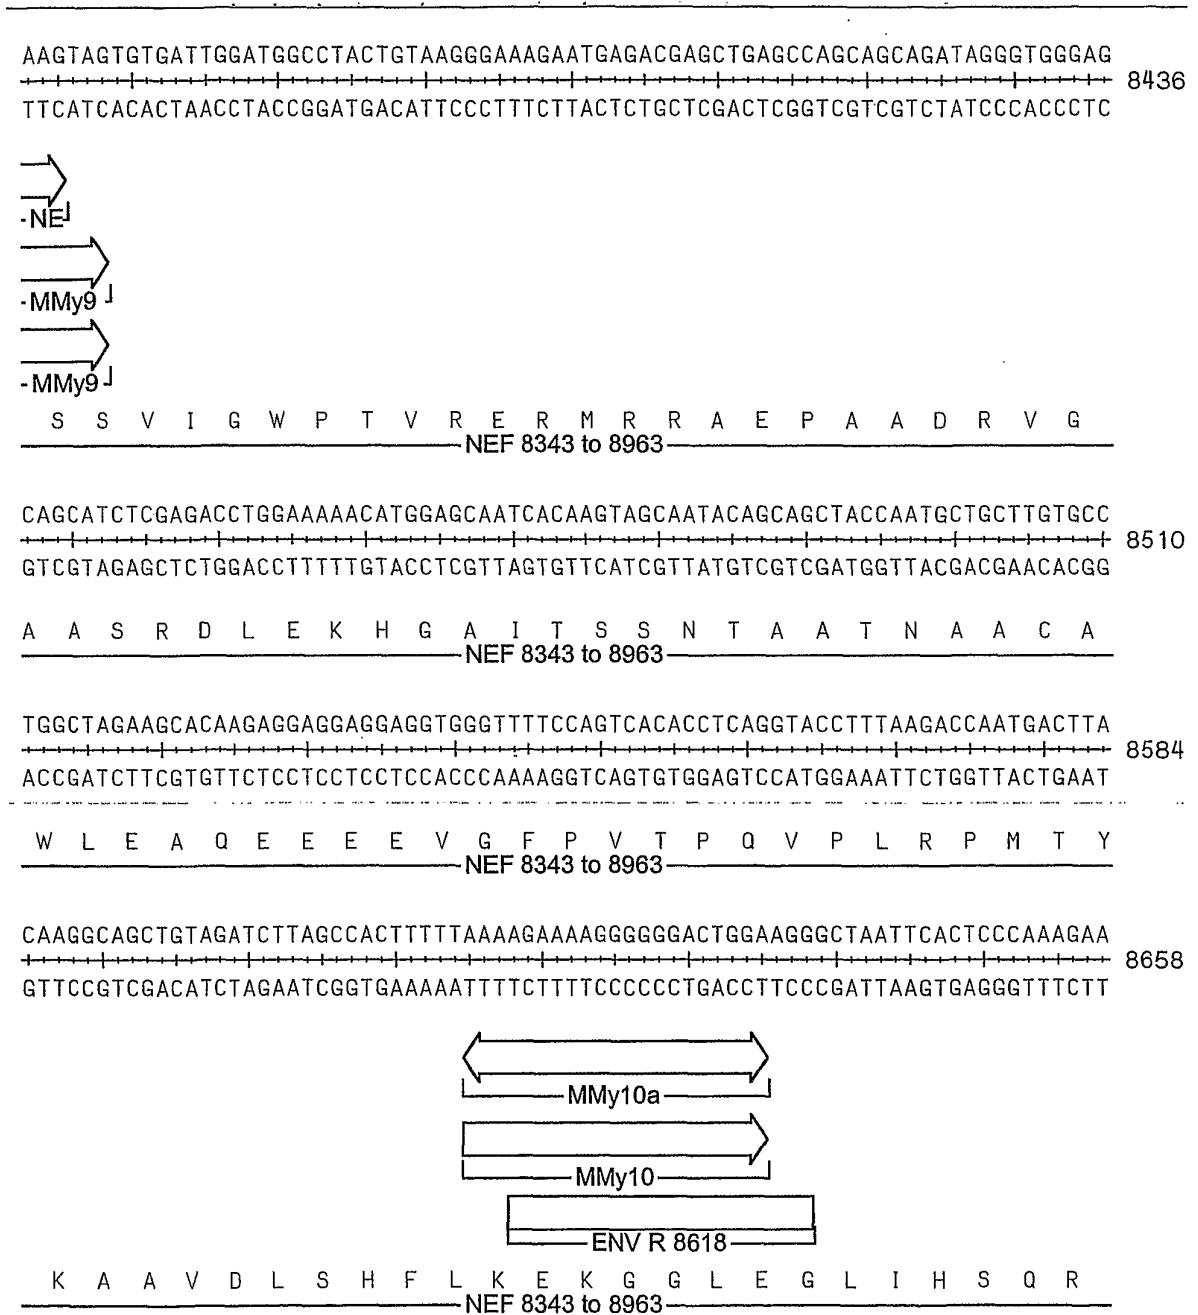 AAGTAGTGTGATTGGATGGCCTACTGTAAGGGAAAGAATGAGACGAGCTGAGCCAGCAGCAGATAGGGTGGGAG
8436
TTCATCACACTAACCTACCGGATGACATTCCCTTTCTTACTCTGCTCGACTCGGTCGTCGTCTATCCCACCCTC
-NE
-MMy9
-MMy9
S S V I G W P T V R E R M R R A E P A A D R V G
NEF 8343 to 8963
CAGCATCTCGAGACCTGGAAAAACATGGAGCAATCACAAGTAGCAATACAGCAGCTACCAATGCTGCTTGTGCC
8510
GTCGTAGAGCTCTGGACCTTTTTGTACCTCGTTAGTGTTCATCGTTATGTCGTCGATGGTTACGACGAACACGG
A A S R D L E K H G A I T S S N T A A T N A A C A
NEF 8343 to 8963
TGGCTAGAAGCACAAGAGGAGGAGGAGGTGGGTTTTCCAGTCACACCTCAGGTACCTTTAAGACCAATGACTTA
8584
ACCGATCTTCGTGTTCTCCTCCTCCTCCACCCAAAAGGTCAGTGTGGAGTCCATGGAAATTCTGGTTACTGAAT
W L E A Q E E E E V G F P V T P Q V P L R P M T Y
NEF 8343 to 8963
CAAGGCAGCTGTAGATCTTAGCCACTTTTTAAAAGAAAAGGGGGGACTGGAAGGGCTAATTCACTCCCAAAGAA
8658
GTTCCGTCGACATCTAGAATCGGTGAAAAATTTTCTTTTCCCCCCTGACCTTCCCGATTAAGTGAGGGTTTCTT
MMy10a
MMy10
ENV R 8618
K A A V D L S H F L K E K G G L E G L I H S Q R
NEF 8343 to 8963